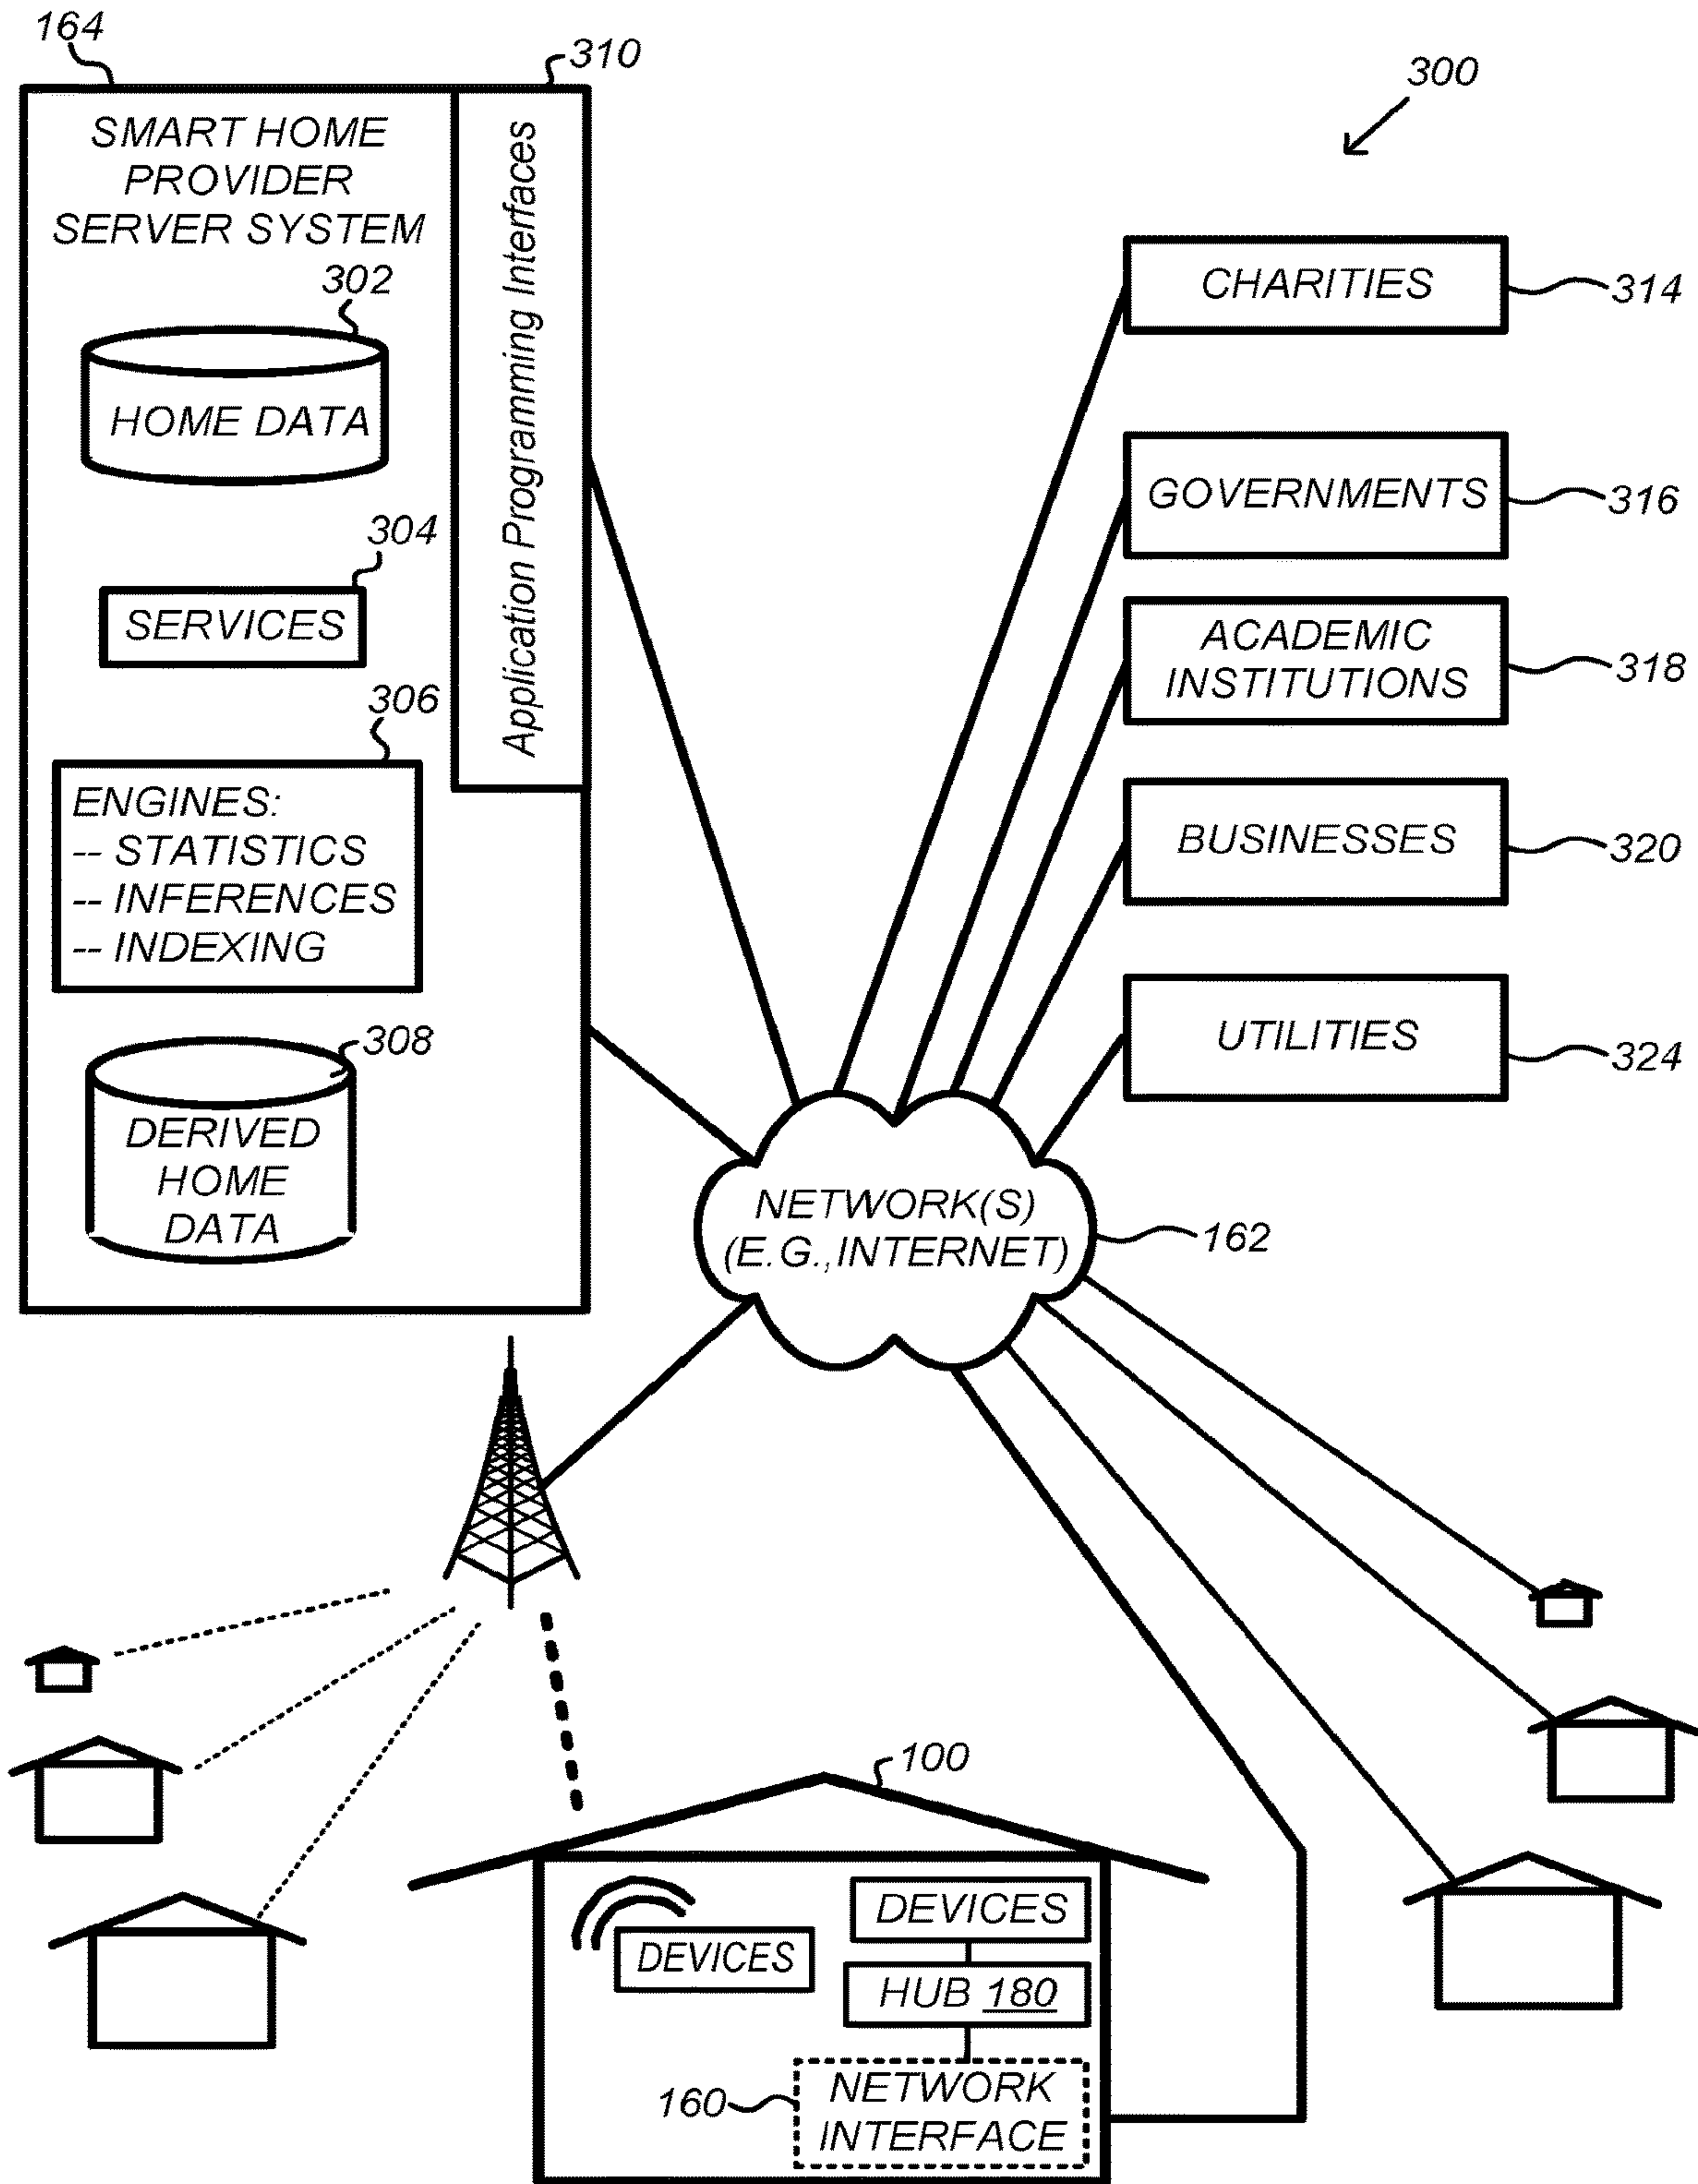 164
310
300
SMART HOME
PROVIDER
SERVER SYSTEM
Application Programming Interfaces
302
HOME DATA
304
SERVICES
306
ENGINES:
-- STATISTICS
-- INFERENCES
-- INDEXING
308
DERIVED
HOME
DATA
CHARITIES
314
GOVERNMENTS
316
ACADEMIC
INSTITUTIONS
318
BUSINESSES
320
UTILITIES
324
NETWORK(S)
(E.G.,INTERNET)
162
100
DEVICES
DEVICES
HUB 180
160
NETWORK
INTERFACE